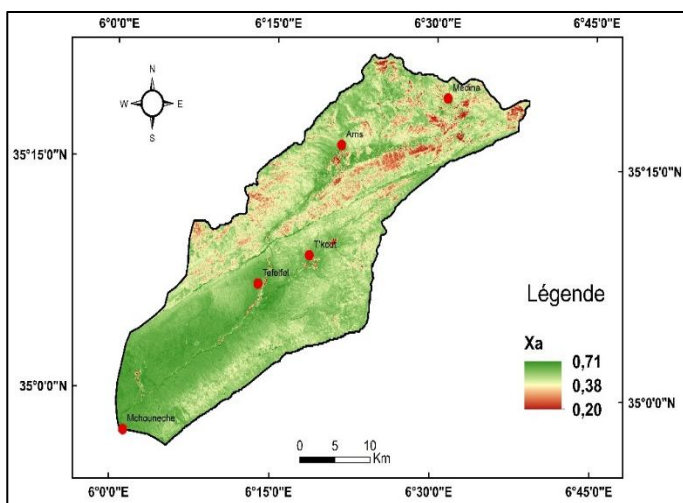 6°0'0"E 6°15'0"E 6°30'0"E 6°45'0"E
N
W E
S
Medina
Arris
35°15'0"N 35°15'0"N
T'kout
Tefelfel
Légende
Xa
0,71
0,38
0,20
35°0'0"N 35°0'0"N
Mchouneche
0 5 10
Km
6°0'0"E 6°15'0"E 6°30'0"E 6°45'0"E